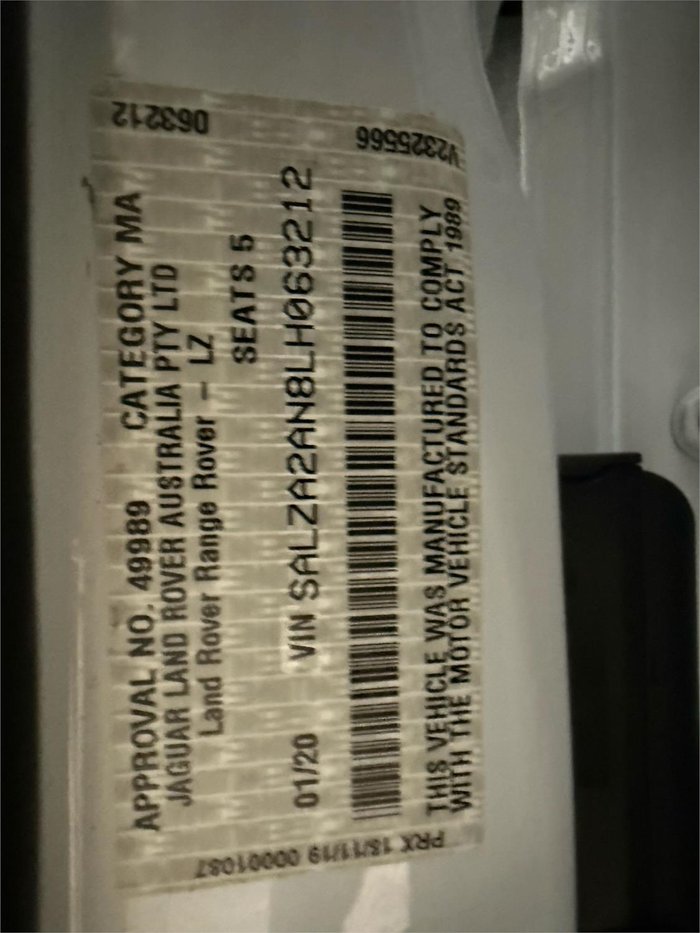 APPROVAL NO. 49989 CATEGORY MA
JAGUAR LAND ROVER AUSTRALIA PTY LTD
Land Rover Range Rover - LZ
SEATS 5
01/20 VIN SALZA2AN8LH063212
THIS VEHICLE WAS MANUFACTURED TO COMPLY
WITH THE MOTOR VEHICLE STANDARDS ACT 1989
063212
V2325566
PRX 15/11/19 00001087